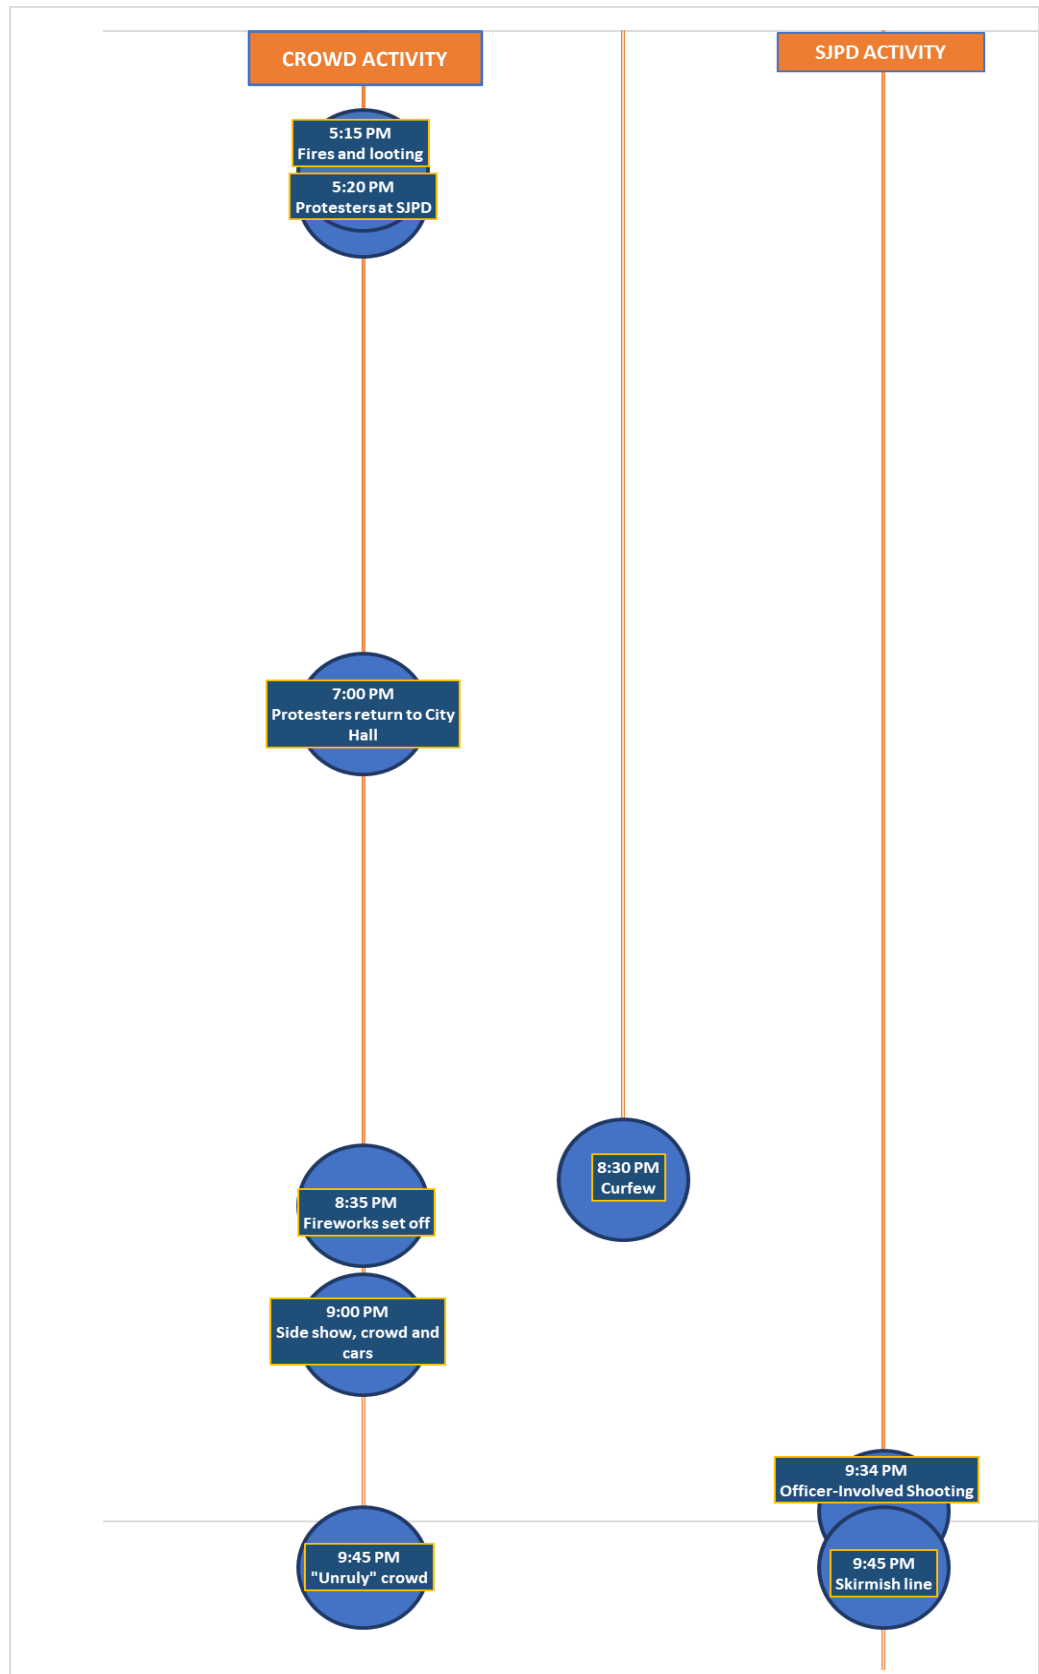 CROWD ACTIVITY
SJPD ACTIVITY
5:15 PM
Fires and looting
5:20 PM
Protesters at SJPD
7:00 PM
Protesters return to City
Hall
8:30 PM
Curfew
8:35 PM
Fireworks set off
9:00 PM
Side show, crowd and
cars
9:34 PM
Officer-Involved Shooting
9:45 PM
"Unruly" crowd
9:45 PM
Skirmish line